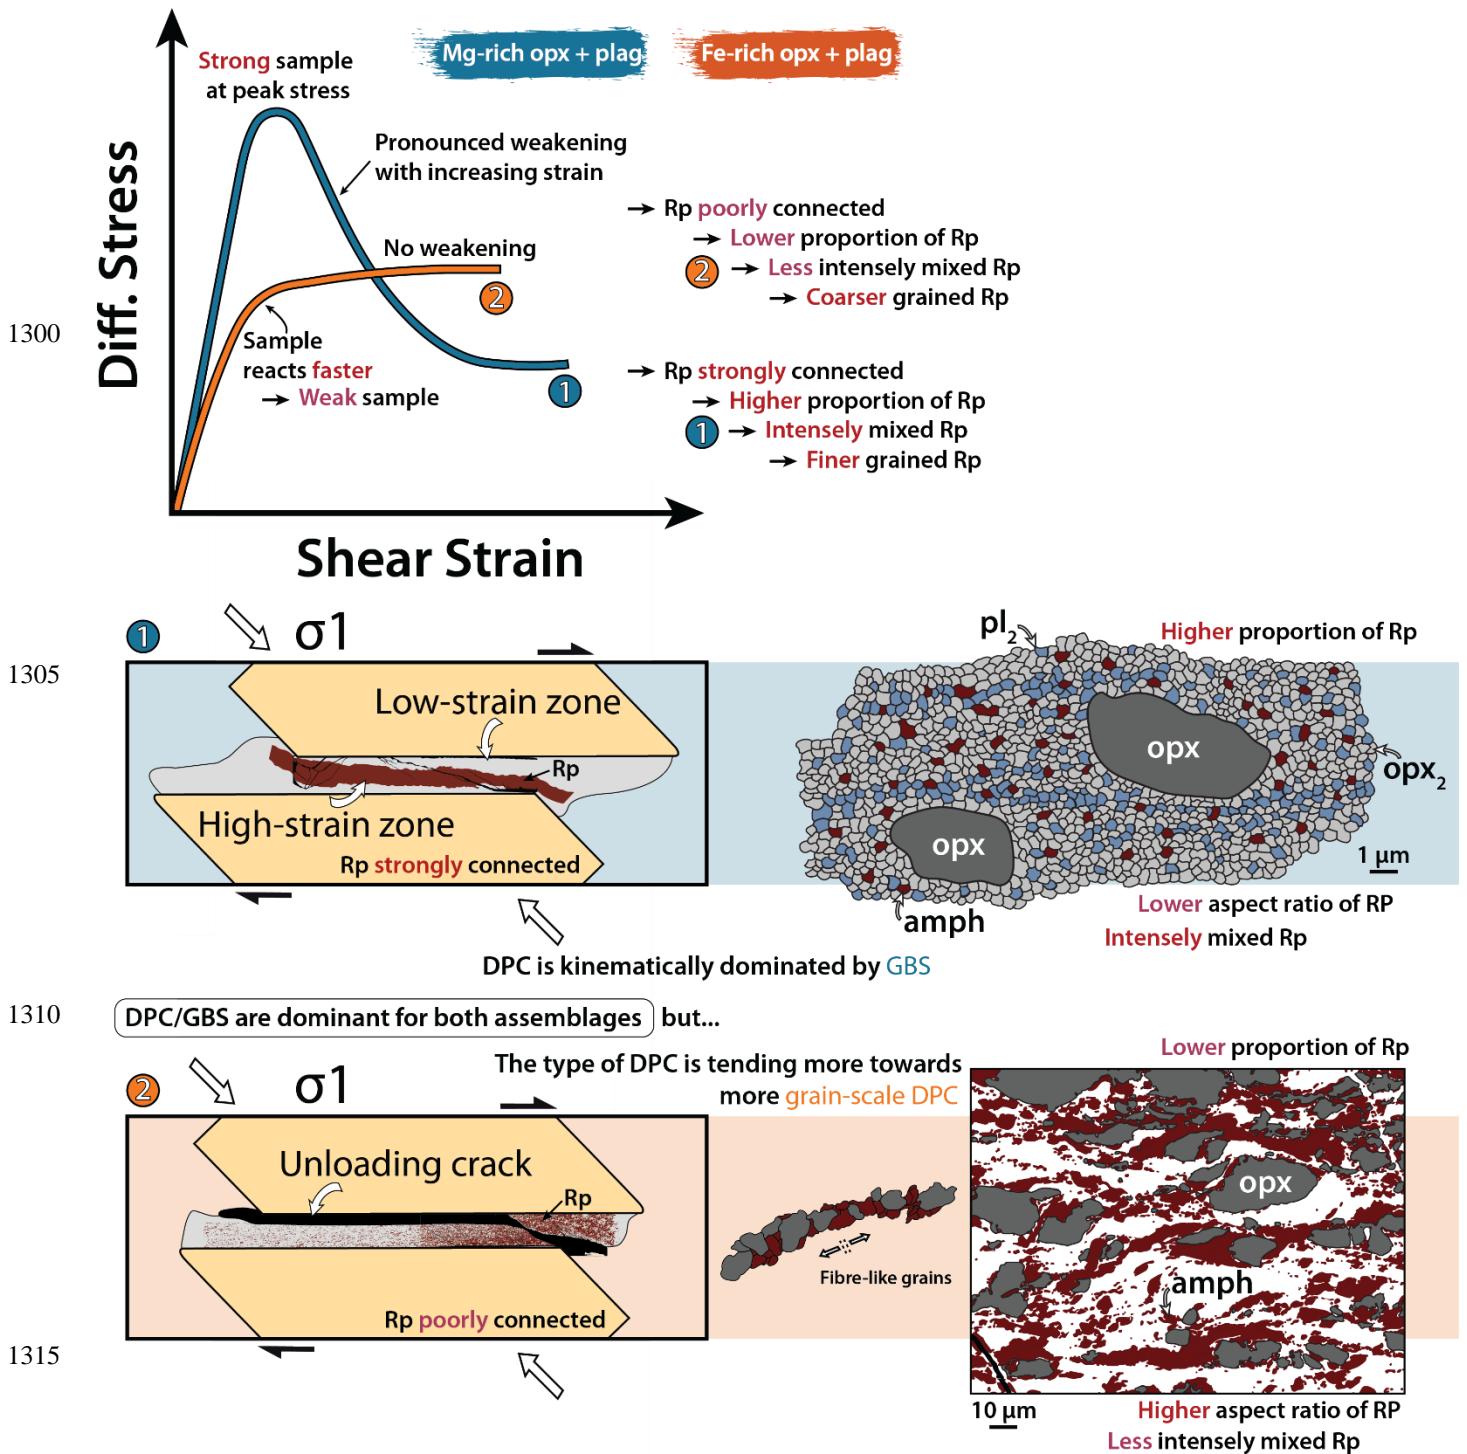 Mg-rich opx + plag
Fe-rich opx + plag
Strong sample
at peak stress
Pronounced weakening
with increasing strain
No weakening
2
Sample
reacts faster
→ Weak sample
1
Diff. Stress
Shear Strain
→ Rp poorly connected
→ Lower proportion of Rp
2 → Less intensely mixed Rp
→ Coarser grained Rp
→ Rp strongly connected
→ Higher proportion of Rp
1 → Intensely mixed Rp
→ Finer grained Rp
1300
1
σ1
Low-strain zone
Rp
High-strain zone
Rp strongly connected
pl2
Higher proportion of Rp
opx
opx2
opx
1 µm
amph
Lower aspect ratio of RP
Intensely mixed Rp
1305
DPC is kinematically dominated by GBS
1310
DPC/GBS are dominant for both assemblages but...
The type of DPC is tending more towards
more grain-scale DPC
2
σ1
Unloading crack
Rp
Rp poorly connected
Fibre-like grains
Lower proportion of Rp
opx
amph
10 µm
Higher aspect ratio of RP
Less intensely mixed Rp
1315